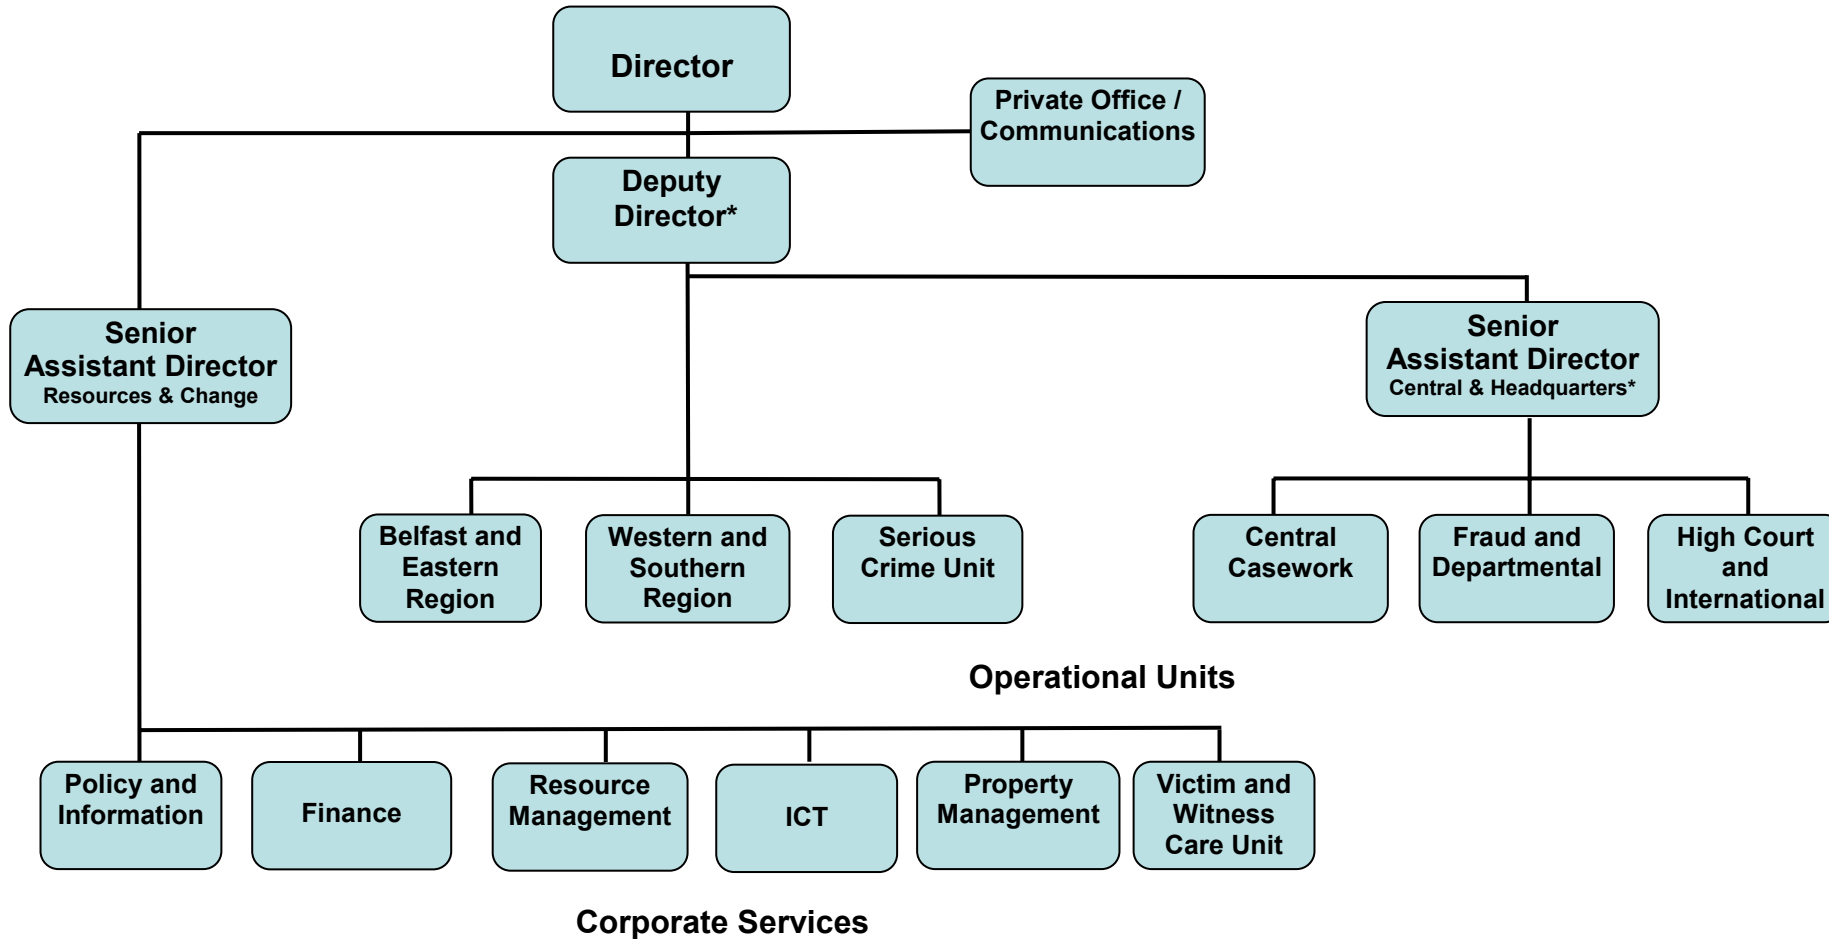 Director
Private Office /
Communications
Deputy
Director*
Senior
Assistant Director
Resources & Change
Senior
Assistant Director
Central & Headquarters*
Belfast and
Eastern
Region
Western and
Southern
Region
Serious
Crime Unit
Central
Casework
Fraud and
Departmental
High Court
and
International
Operational Units
Policy and
Information
Finance
Resource
Management
ICT
Property
Management
Victim and
Witness
Care Unit
Corporate Services